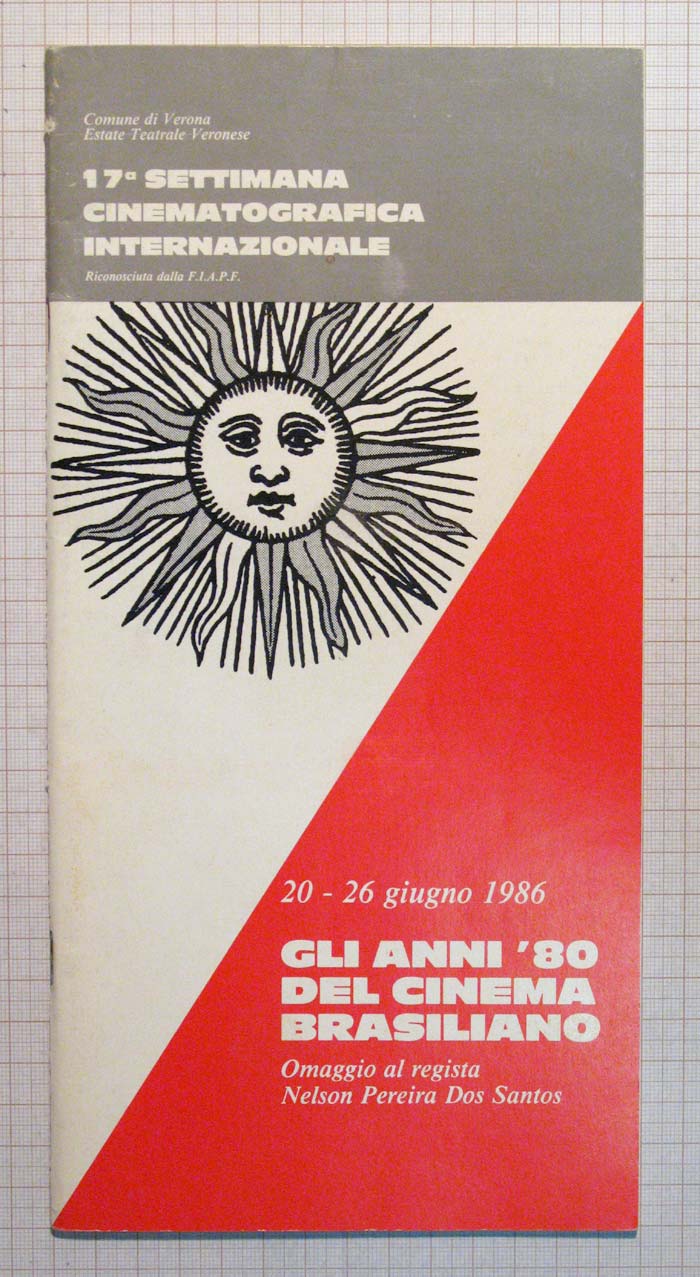 Comune di Verona
Estate Teatrale Veronese
17ª SETTIMANA
CINEMATOGRAFICA
INTERNAZIONALE
Riconosciuta dalla F.I.A.P.F.
20 - 26 giugno 1986
GLI ANNI '80
DEL CINEMA
BRASILIANO
Omaggio al regista
Nelson Pereira Dos Santos